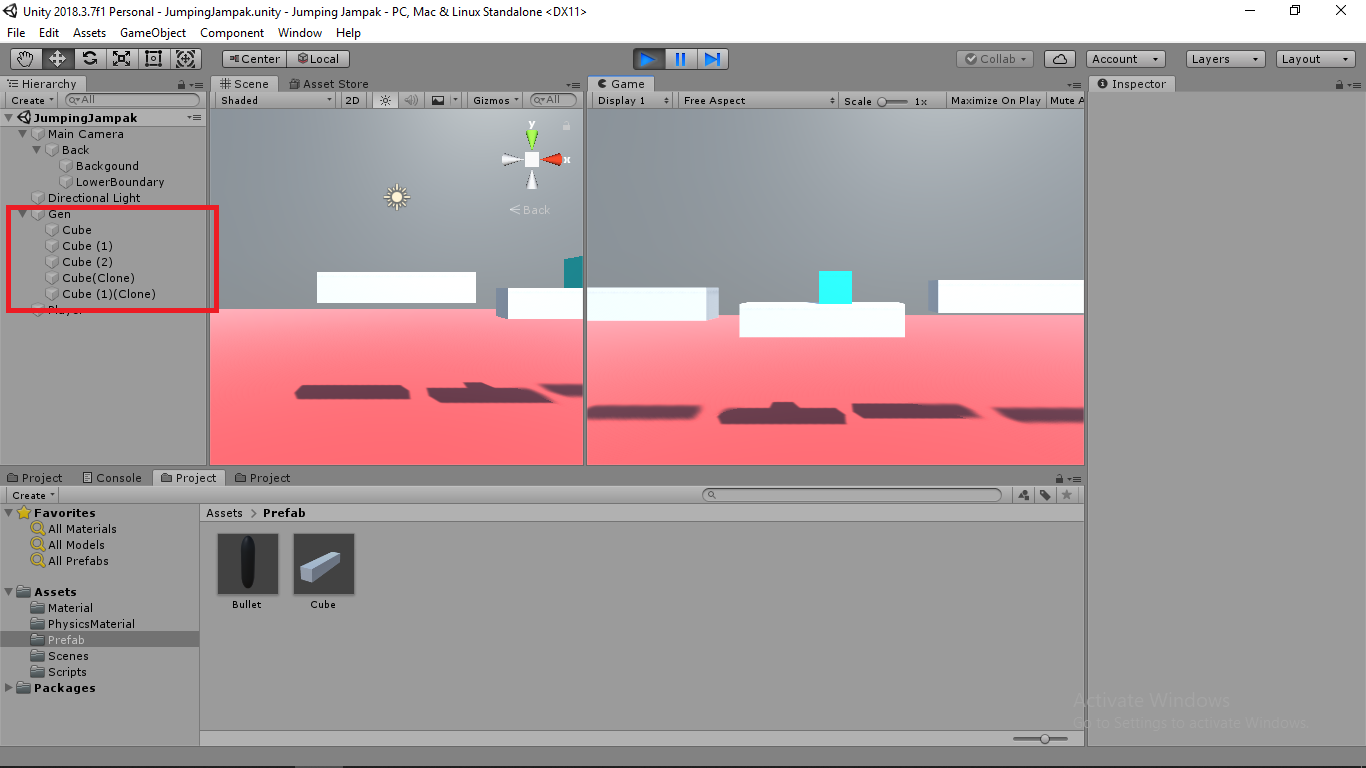 Unity 2018.3.7f1 Personal - JumpingJampak.unity - Jumping Jampak - PC, Mac & Linux Standalone <DX11>
File Edit Assets GameObject Component Window Help
Center Local Collab Account Layers Layout
Hierarchy Scene Asset Store Game Inspector
Create All Shaded 2D Gizmos All Display 1 Free Aspect Scale 1x Maximize On Play Mute A
JumpingJampak
Main Camera
Back
Backgound
LowerBoundary
Directional Light
Gen
Cube
Cube (1)
Cube (2)
Cube(Clone)
Cube (1)(Clone)
Player
y
x
Back
Project Console Project Project
Create
Favorites
All Materials
All Models
All Prefabs
Assets
Material
PhysicsMaterial
Prefab
Scenes
Scripts
Packages
Assets > Prefab
Bullet Cube
Activate Windows
Go to Settings to activate Windows.